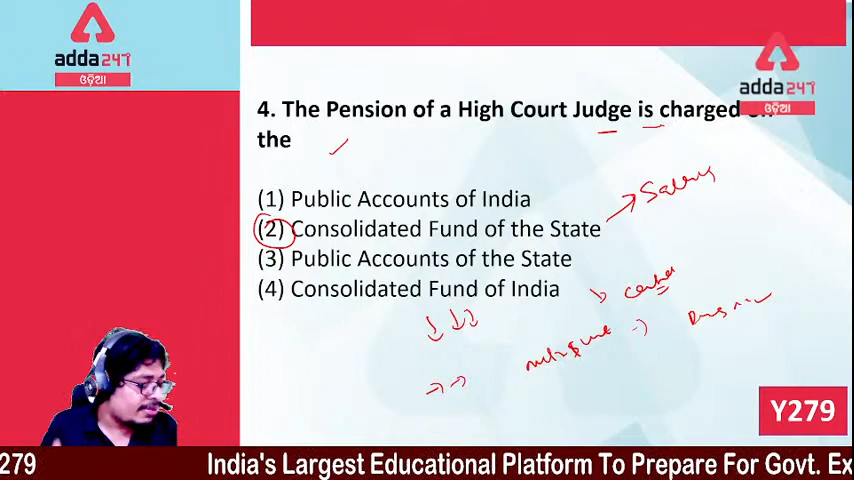 adda247
ଓଡ଼ିଆ
adda247
ଓଡ଼ିଆ
4. The Pension of a High Court Judge is charged on
the
(1) Public Accounts of India
(2) Consolidated Fund of the State
(3) Public Accounts of the State
(4) Consolidated Fund of India
Salary
Y279
279 India's Largest Educational Platform To Prepare For Govt. Ex